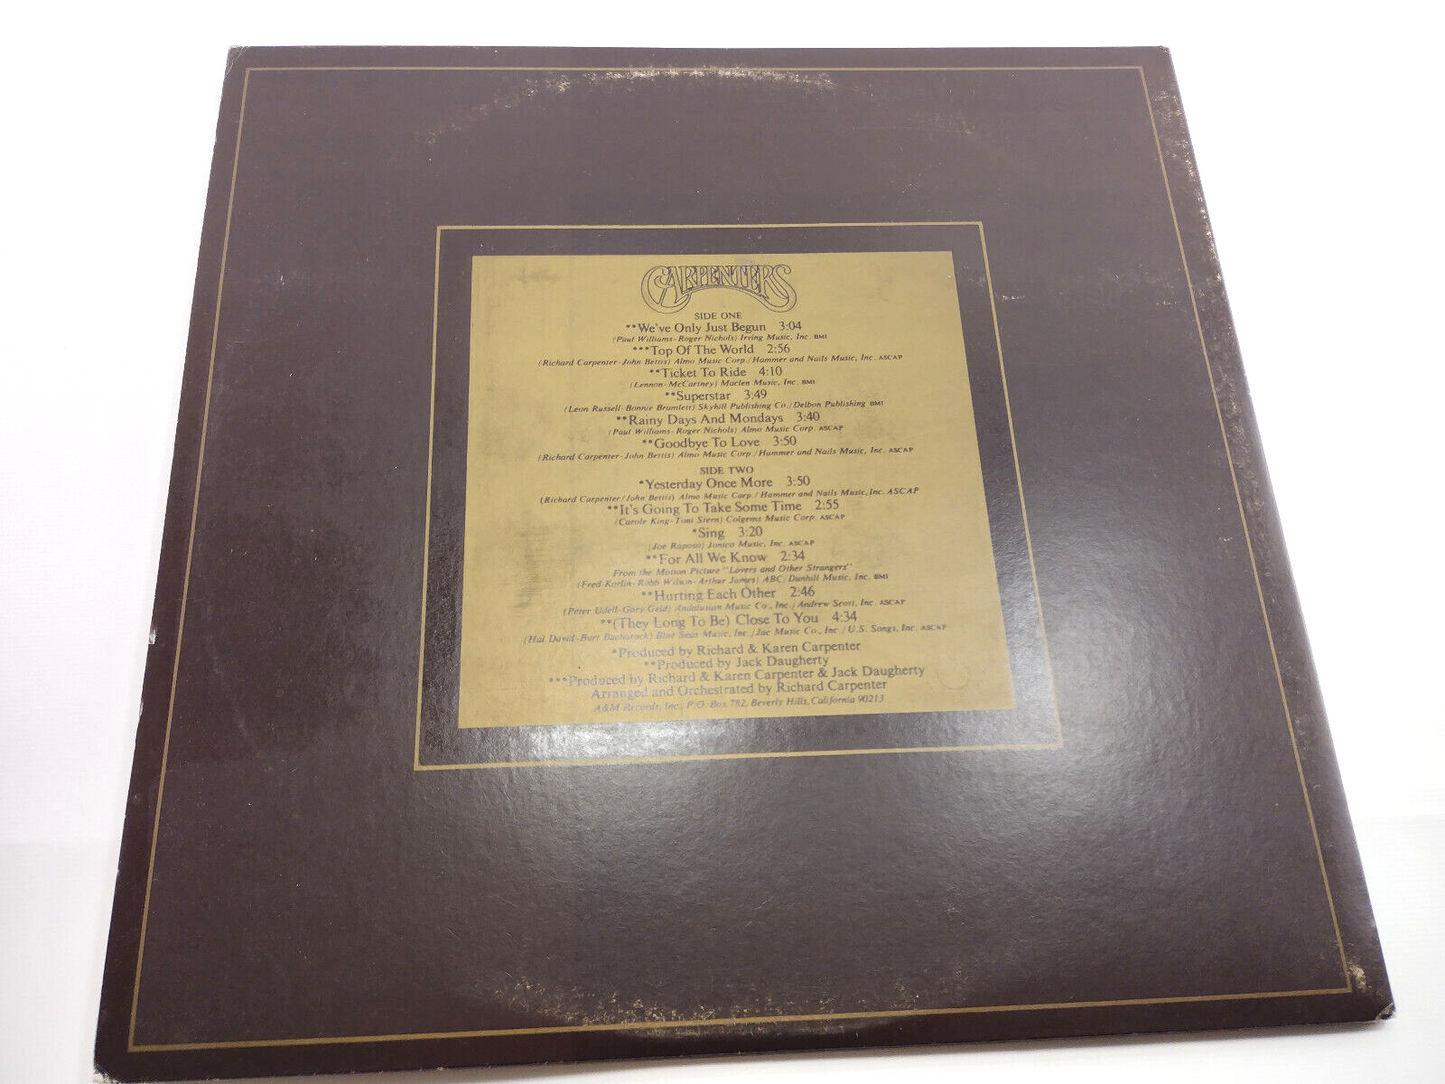 CARPENTERS
SIDE ONE
**We've Only Just Begun 3:04
(Paul Williams-Roger Nichols) Irving Music, Inc. BMI
***Top Of The World 2:56
(Richard Carpenter-John Bettis) Almo Music Corp./Hammer and Nails Music, Inc. ASCAP
**Ticket To Ride 4:10
(Lennon-McCartney) Maclen Music, Inc. BMI
**Superstar 3:49
(Leon Russell-Bonnie Bramlett) Skyhill Publishing Co./Delbon Publishing BMI
**Rainy Days And Mondays 3:40
(Paul Williams-Roger Nichols) Almo Music Corp. ASCAP
**Goodbye To Love 3:50
(Richard Carpenter-John Bettis) Almo Music Corp./Hammer and Nails Music, Inc. ASCAP
SIDE TWO
*Yesterday Once More 3:50
(Richard Carpenter/John Bettis) Almo Music Corp./Hammer and Nails Music, Inc. ASCAP
**It's Going To Take Some Time 2:55
(Carole King-Toni Stern) Colgems Music Corp. ASCAP
*Sing 3:20
(Joe Raposo) Jonico Music, Inc. ASCAP
**For All We Know 2:34
From the Motion Picture "Lovers and Other Strangers"
(Fred Karlin-Robb Wilson-Arthur James) ABC/Dunhill Music, Inc. BMI
**Hurting Each Other 2:46
(Peter Udell-Gary Geld) Andalusian Music Co., Inc./Andrew Scott, Inc. ASCAP
**(They Long To Be) Close To You 4:34
(Hal David-Burt Bacharach) Blue Seas Music, Inc./Jac Music Co., Inc./U.S. Songs, Inc. ASCAP
*Produced by Richard & Karen Carpenter
**Produced by Jack Daugherty
***Produced by Richard & Karen Carpenter & Jack Daugherty
Arranged and Orchestrated by Richard Carpenter
A&M Records, Inc., P.O. Box 782, Beverly Hills, California 90213